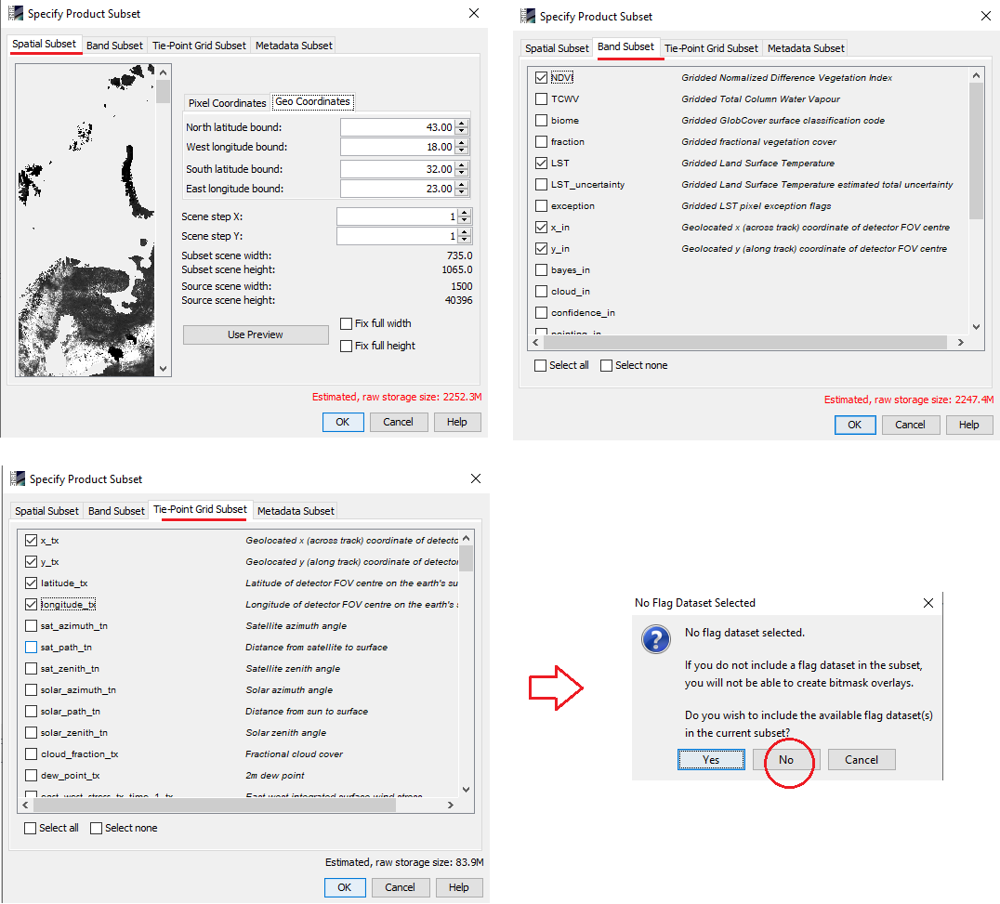 Specify Product Subset
Spatial Subset Band Subset Tie-Point Grid Subset Metadata Subset
Pixel Coordinates Geo Coordinates
North latitude bound: 43.00
West longitude bound: 18.00
South latitude bound: 32.00
East longitude bound: 23.00
Scene step X: 1
Scene step Y: 1
Subset scene width: 735.0
Subset scene height: 1065.0
Source scene width: 1500
Source scene height: 40396
Use Preview
Fix full width
Fix full height
Estimated, raw storage size: 2252.3M
OK Cancel Help
Specify Product Subset
Spatial Subset Band Subset Tie-Point Grid Subset Metadata Subset
NDVI Gridded Normalized Difference Vegetation Index
TCWV Gridded Total Column Water Vapour
biome Gridded GlobCover surface classification code
fraction Gridded fractional vegetation cover
LST Gridded Land Surface Temperature
LST_uncertainty Gridded Land Surface Temperature estimated total uncertainty
exception Gridded LST pixel exception flags
x_in Geolocated x (across track) coordinate of detector FOV centre
y_in Geolocated y (along track) coordinate of detector FOV centre
bayes_in
cloud_in
confidence_in
pointing_in
Select all Select none
Estimated, raw storage size: 2247.4M
OK Cancel Help
Specify Product Subset
Spatial Subset Band Subset Tie-Point Grid Subset Metadata Subset
x_tx Geolocated x (across track) coordinate of detecto
y_tx Geolocated y (along track) coordinate of detector
latitude_tx Latitude of detector FOV centre on the earth's su
longitude_tx Longitude of detector FOV centre on the earth's
sat_azimuth_tn Satellite azimuth angle
sat_path_tn Distance from satellite to surface
sat_zenith_tn Satellite zenith angle
solar_azimuth_tn Solar azimuth angle
solar_path_tn Distance from sun to surface
solar_zenith_tn Solar zenith angle
cloud_fraction_tx Fractional cloud cover
dew_point_tx 2m dew point
east_west_stress_tx_time_1_tx East-west integrated surface wind stress
Select all Select none
Estimated, raw storage size: 83.9M
OK Cancel Help
No Flag Dataset Selected
No flag dataset selected.
If you do not include a flag dataset in the subset,
you will not be able to create bitmask overlays.
Do you wish to include the available flag dataset(s)
in the current subset?
Yes No Cancel